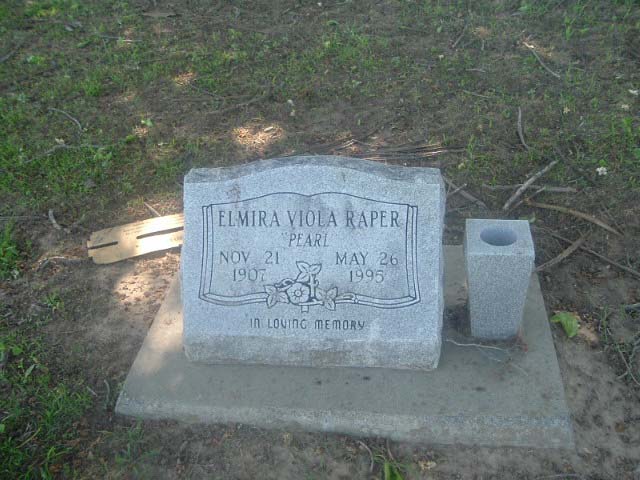 ELMIRA VIOLA RAPER
"PEARL"
NOV 21 MAY 26
1907 1995
IN LOVING MEMORY